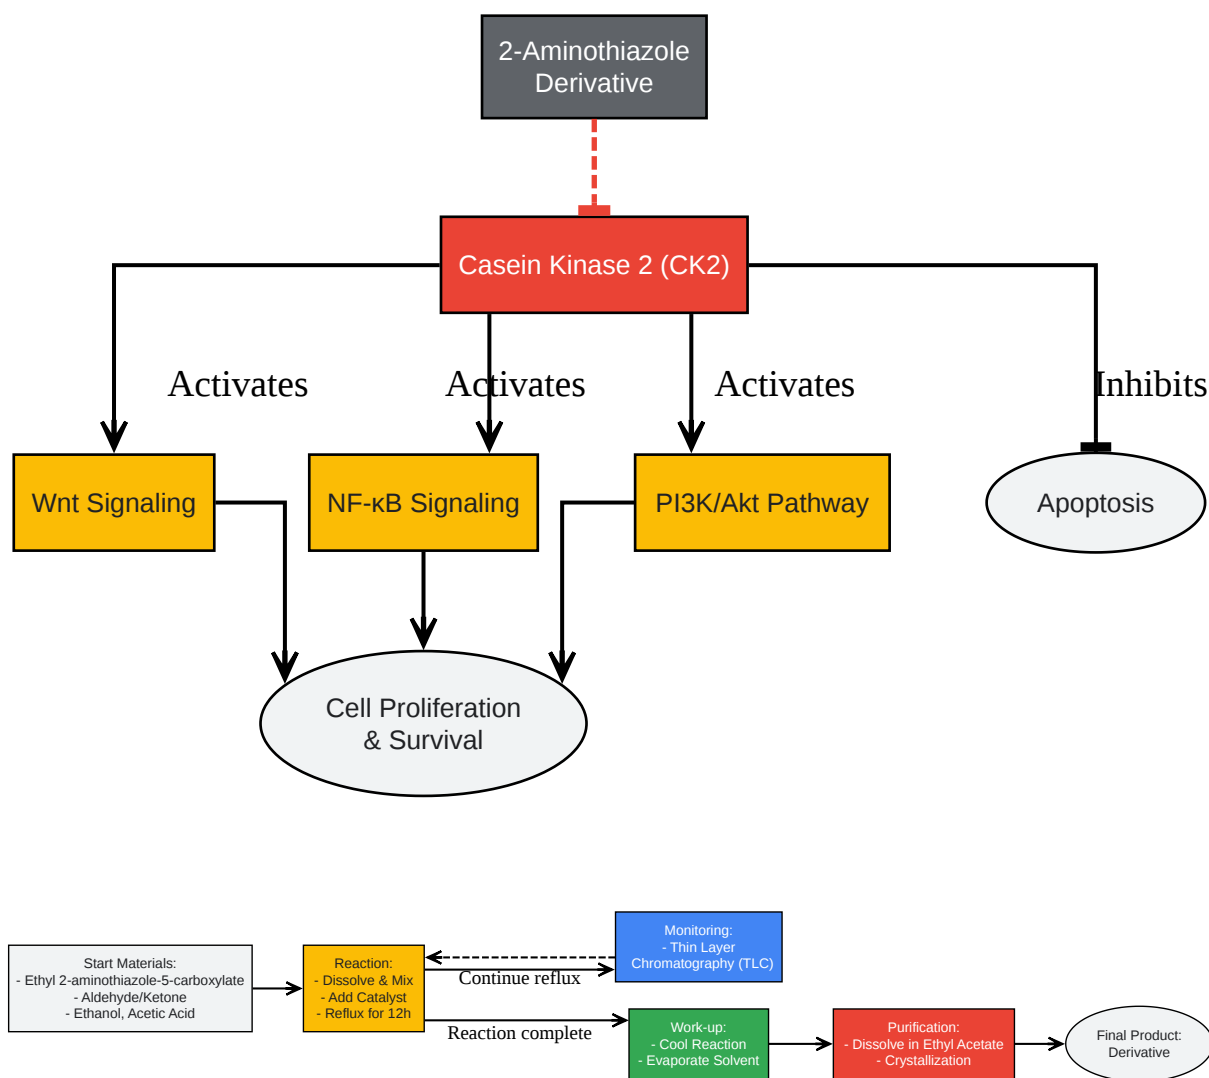 2-Aminothiazole
Derivative
Casein Kinase 2 (CK2)
Activates
Activates
Activates
Inhibits
Wnt Signaling
NF-κB Signaling
PI3K/Akt Pathway
Apoptosis
Cell Proliferation
& Survival
Start Materials:
- Ethyl 2-aminothiazole-5-carboxylate
- Aldehyde/Ketone
- Ethanol, Acetic Acid
Reaction:
- Dissolve & Mix
- Add Catalyst
- Reflux for 12h
Continue reflux
Reaction complete
Monitoring:
- Thin Layer
Chromatography (TLC)
Work-up:
- Cool Reaction
- Evaporate Solvent
Purification:
- Dissolve in Ethyl Acetate
- Crystallization
Final Product:
Derivative